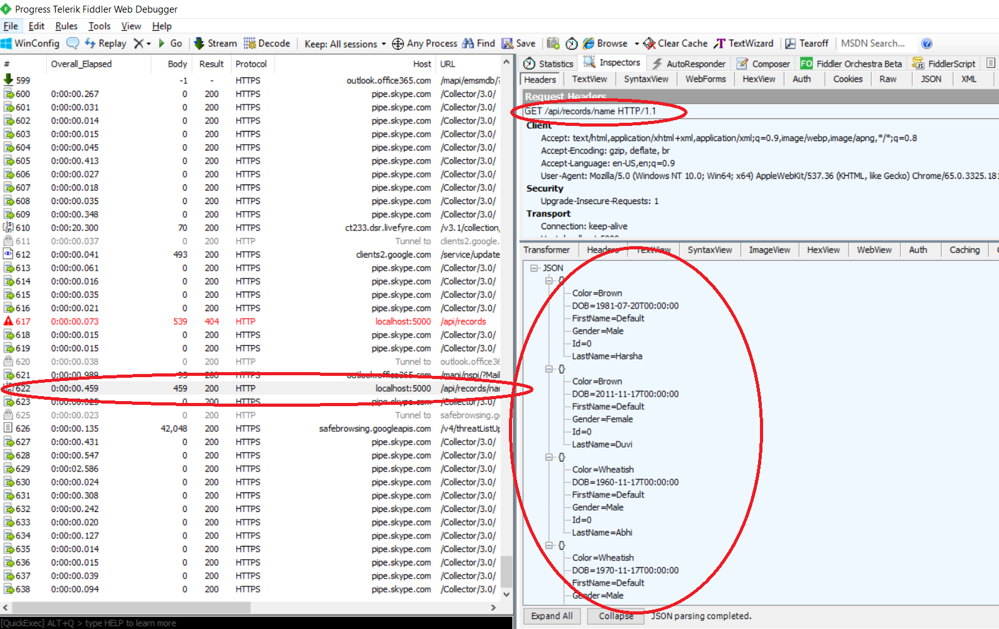 Progress Telerik Fiddler Web Debugger
File Edit Rules Tools View Help
WinConfig Replay Go Stream Decode Keep: All sessions Any Process Find Save Browse Clear Cache TextWizard Tearoff MSDN Search...
# Overall_Elapsed Body Result Protocol Host URL
599 -1 - HTTPS outlook.office365.com /mapi/emsmdb/?
600 0:00:00.267 0 200 HTTPS pipe.skype.com /Collector/3.0/
601 0:00:00.031 0 200 HTTPS pipe.skype.com /Collector/3.0/
602 0:00:00.014 0 200 HTTPS pipe.skype.com /Collector/3.0/
603 0:00:00.015 0 200 HTTPS pipe.skype.com /Collector/3.0/
604 0:00:00.045 0 200 HTTPS pipe.skype.com /Collector/3.0/
605 0:00:00.413 0 200 HTTPS pipe.skype.com /Collector/3.0/
606 0:00:00.027 0 200 HTTPS pipe.skype.com /Collector/3.0/
607 0:00:00.018 0 200 HTTPS pipe.skype.com /Collector/3.0/
608 0:00:00.035 0 200 HTTPS pipe.skype.com /Collector/3.0/
609 0:00:00.348 0 200 HTTPS pipe.skype.com /Collector/3.0/
610 0:00:20.300 70 200 HTTPS ct233.dsr.livefyre.com /v3.1/collection,
611 0:00:00.037 0 200 HTTP Tunnel to clients2.google.
612 0:00:00.041 493 200 HTTPS clients2.google.com /service/update
613 0:00:00.061 0 200 HTTPS pipe.skype.com /Collector/3.0/
614 0:00:00.016 0 200 HTTPS pipe.skype.com /Collector/3.0/
615 0:00:00.035 0 200 HTTPS pipe.skype.com /Collector/3.0/
616 0:00:00.021 0 200 HTTPS pipe.skype.com /Collector/3.0/
617 0:00:00.073 539 404 HTTP localhost:5000 /api/records
618 0:00:00.015 0 200 HTTPS pipe.skype.com /Collector/3.0/
619 0:00:00.015 0 200 HTTPS pipe.skype.com /Collector/3.0/
620 0:00:00.038 0 200 HTTP Tunnel to outlook.office36
621 0:00:00.989 200 HTTPS outlook.office365.com /mapi/nspi/?Mail
622 0:00:00.459 459 200 HTTP localhost:5000 /api/records/na
623 0:00:00.025 0 200 HTTPS pipe.skype.com /Collector/3.0/
625 0:00:00.023 0 200 HTTP Tunnel to safebrowsing.g
626 0:00:00.135 42,048 200 HTTPS safebrowsing.googleapis.com /v4/threatListUp
627 0:00:00.431 0 200 HTTPS pipe.skype.com /Collector/3.0/
628 0:00:00.547 0 200 HTTPS pipe.skype.com /Collector/3.0/
629 0:00:02.586 0 200 HTTPS pipe.skype.com /Collector/3.0/
630 0:00:00.024 0 200 HTTPS pipe.skype.com /Collector/3.0/
631 0:00:00.308 0 200 HTTPS pipe.skype.com /Collector/3.0/
632 0:00:00.242 0 200 HTTPS pipe.skype.com /Collector/3.0/
633 0:00:00.020 0 200 HTTPS pipe.skype.com /Collector/3.0/
634 0:00:00.127 0 200 HTTPS pipe.skype.com /Collector/3.0/
635 0:00:00.014 0 200 HTTPS pipe.skype.com /Collector/3.0/
636 0:00:00.015 0 200 HTTPS pipe.skype.com /Collector/3.0/
637 0:00:00.039 0 200 HTTPS pipe.skype.com /Collector/3.0/
638 0:00:00.094 0 200 HTTPS pipe.skype.com /Collector/3.0/
[QuickExec] ALT+Q > type HELP to learn more
Statistics Inspectors AutoResponder Composer FO Fiddler Orchestra Beta FiddlerScript
Headers TextView SyntaxView WebForms HexView Auth Cookies Raw JSON XML
Request Headers
GET /api/records/name HTTP/1.1
Client
Accept: text/html,application/xhtml+xml,application/xml;q=0.9,image/webp,image/apng,*/*;q=0.8
Accept-Encoding: gzip, deflate, br
Accept-Language: en-US,en;q=0.9
User-Agent: Mozilla/5.0 (Windows NT 10.0; Win64; x64) AppleWebKit/537.36 (KHTML, like Gecko) Chrome/65.0.3325.181
Security
Upgrade-Insecure-Requests: 1
Transport
Connection: keep-alive
Transformer Headers TextView SyntaxView ImageView HexView WebView Auth Caching
JSON
{}
Color=Brown
DOB=1981-07-20T00:00:00
FirstName=Default
Gender=Male
Id=0
LastName=Harsha
{}
Color=Brown
DOB=2011-11-17T00:00:00
FirstName=Default
Gender=Female
Id=0
LastName=Duvi
{}
Color=Wheatish
DOB=1960-11-17T00:00:00
FirstName=Default
Gender=Male
Id=0
LastName=Abhi
{}
Color=Wheatish
DOB=1970-11-17T00:00:00
FirstName=Default
Gender=Male
Expand All Collapse JSON parsing completed.